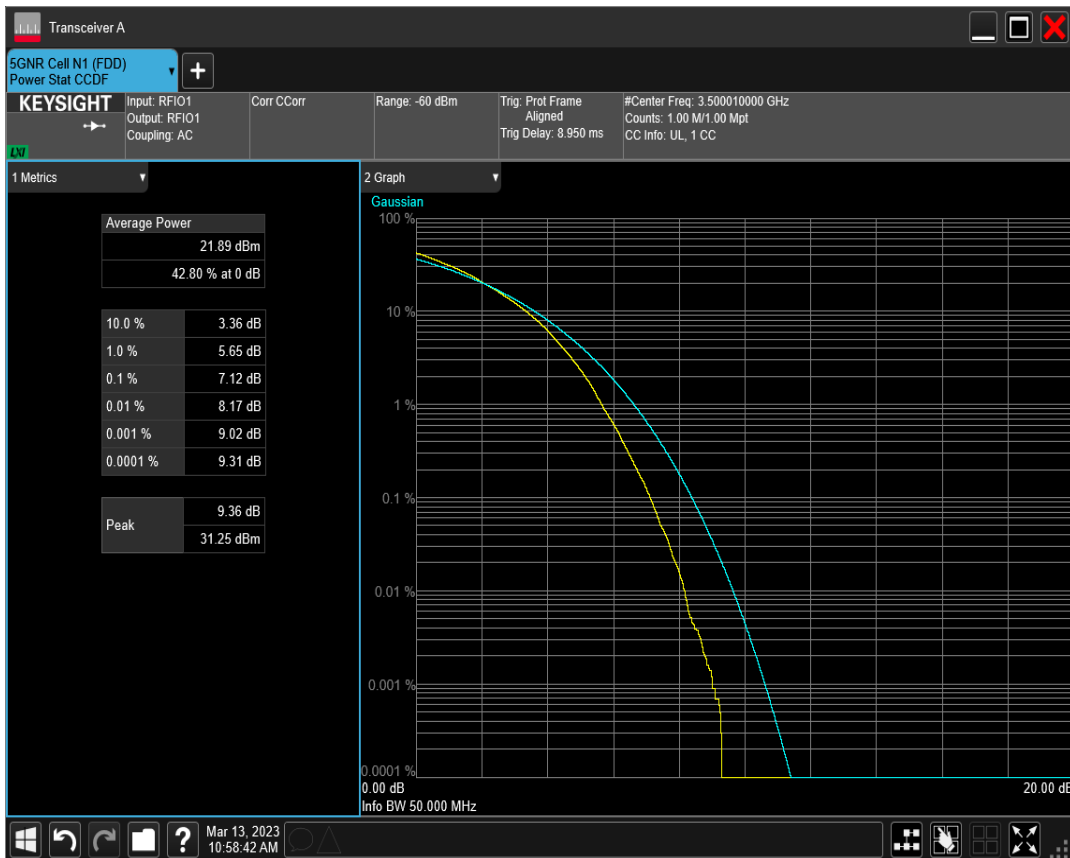 Transceiver A
5GNR Cell N1 (FDD)
Power Stat CCDF
KEYSIGHT
LXI
Input: RFIO1
Output: RFIO1
Coupling: AC
Corr CCorr
Range: -60 dBm
Trig: Prot Frame
Aligned
Trig Delay: 8.950 ms
#Center Freq: 3.500010000 GHz
Counts: 1.00 M/1.00 Mpt
CC Info: UL, 1 CC
1 Metrics
Average Power
21.89 dBm
42.80 % at 0 dB
10.0 % 3.36 dB
1.0 % 5.65 dB
0.1 % 7.12 dB
0.01 % 8.17 dB
0.001 % 9.02 dB
0.0001 % 9.31 dB
Peak 9.36 dB
31.25 dBm
2 Graph
Gaussian
100 %
10 %
1 %
0.1 %
0.01 %
0.001 %
0.0001 %
0.00 dB 20.00 dB
Info BW 50.000 MHz
? Mar 13, 2023
10:58:42 AM